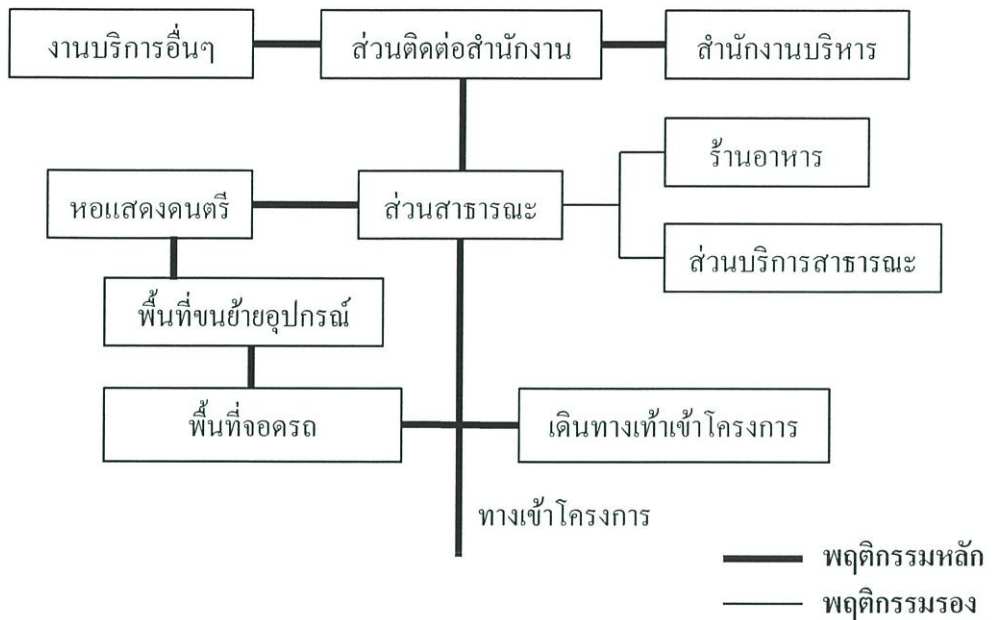 งานบริการอื่นๆ
ส่วนติดต่อสำนักงาน
สำนักงานบริหาร
ร้านอาหาร
หอแสดงดนตรี
ส่วนสาธารณะ
ส่วนบริการสาธารณะ
พื้นที่ขนย้ายอุปกรณ์
พื้นที่จอดรถ
เดินทางเท้าเข้าโครงการ
ทางเข้าโครงการ
พฤติกรรมหลัก
พฤติกรรมรอง